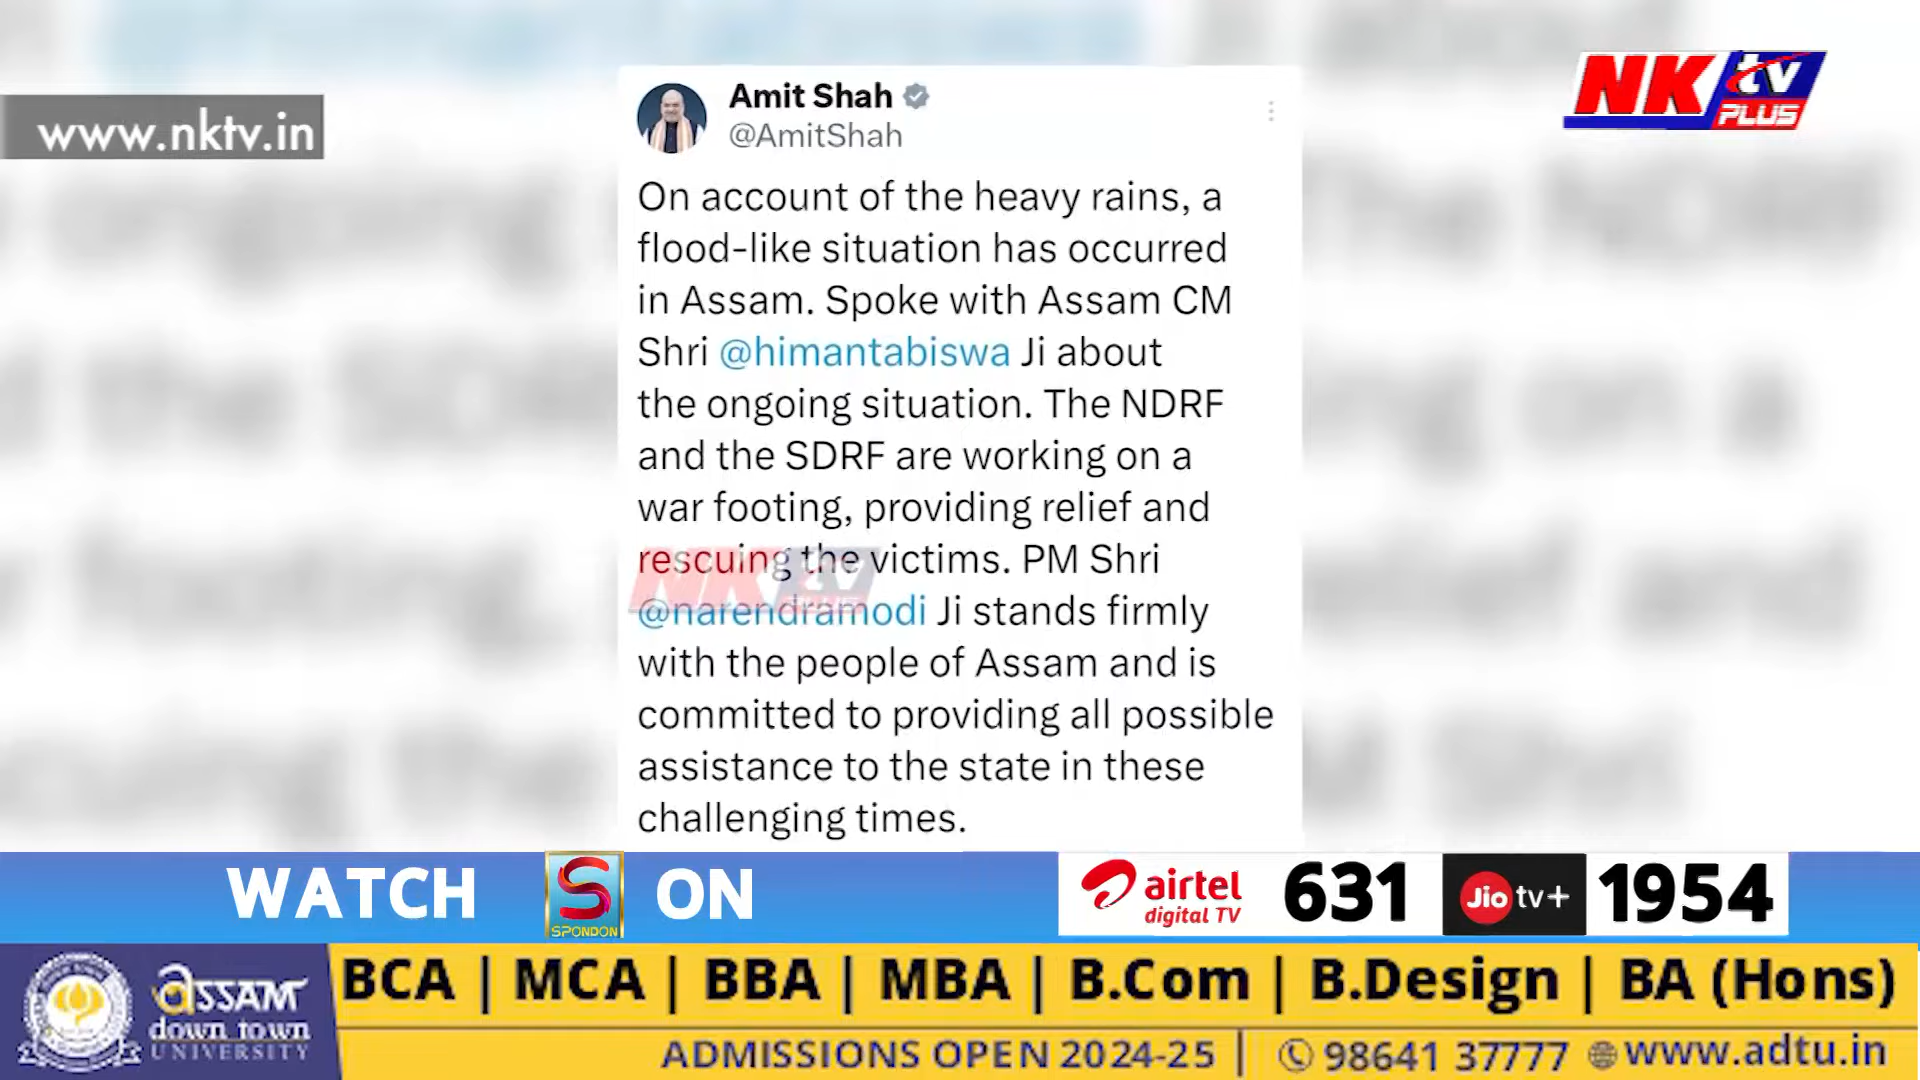 www.nktv.in
NK tv PLUS
Amit Shah
@AmitShah
On account of the heavy rains, a
flood-like situation has occurred
in Assam. Spoke with Assam CM
Shri @himantabiswa Ji about
the ongoing situation. The NDRF
and the SDRF are working on a
war footing, providing relief and
rescuing the victims. PM Shri
@narendramodi Ji stands firmly
with the people of Assam and is
committed to providing all possible
assistance to the state in these
challenging times.
NK tv PLUS
WATCH S SPONDON ON airtel digital TV 631 Jio tv+ 1954
ASSAM down town UNIVERSITY
BCA | MCA | BBA | MBA | B.Com | B.Design | BA (Hons)
ADMISSIONS OPEN 2024-25 | 98641 37777 www.adtu.in